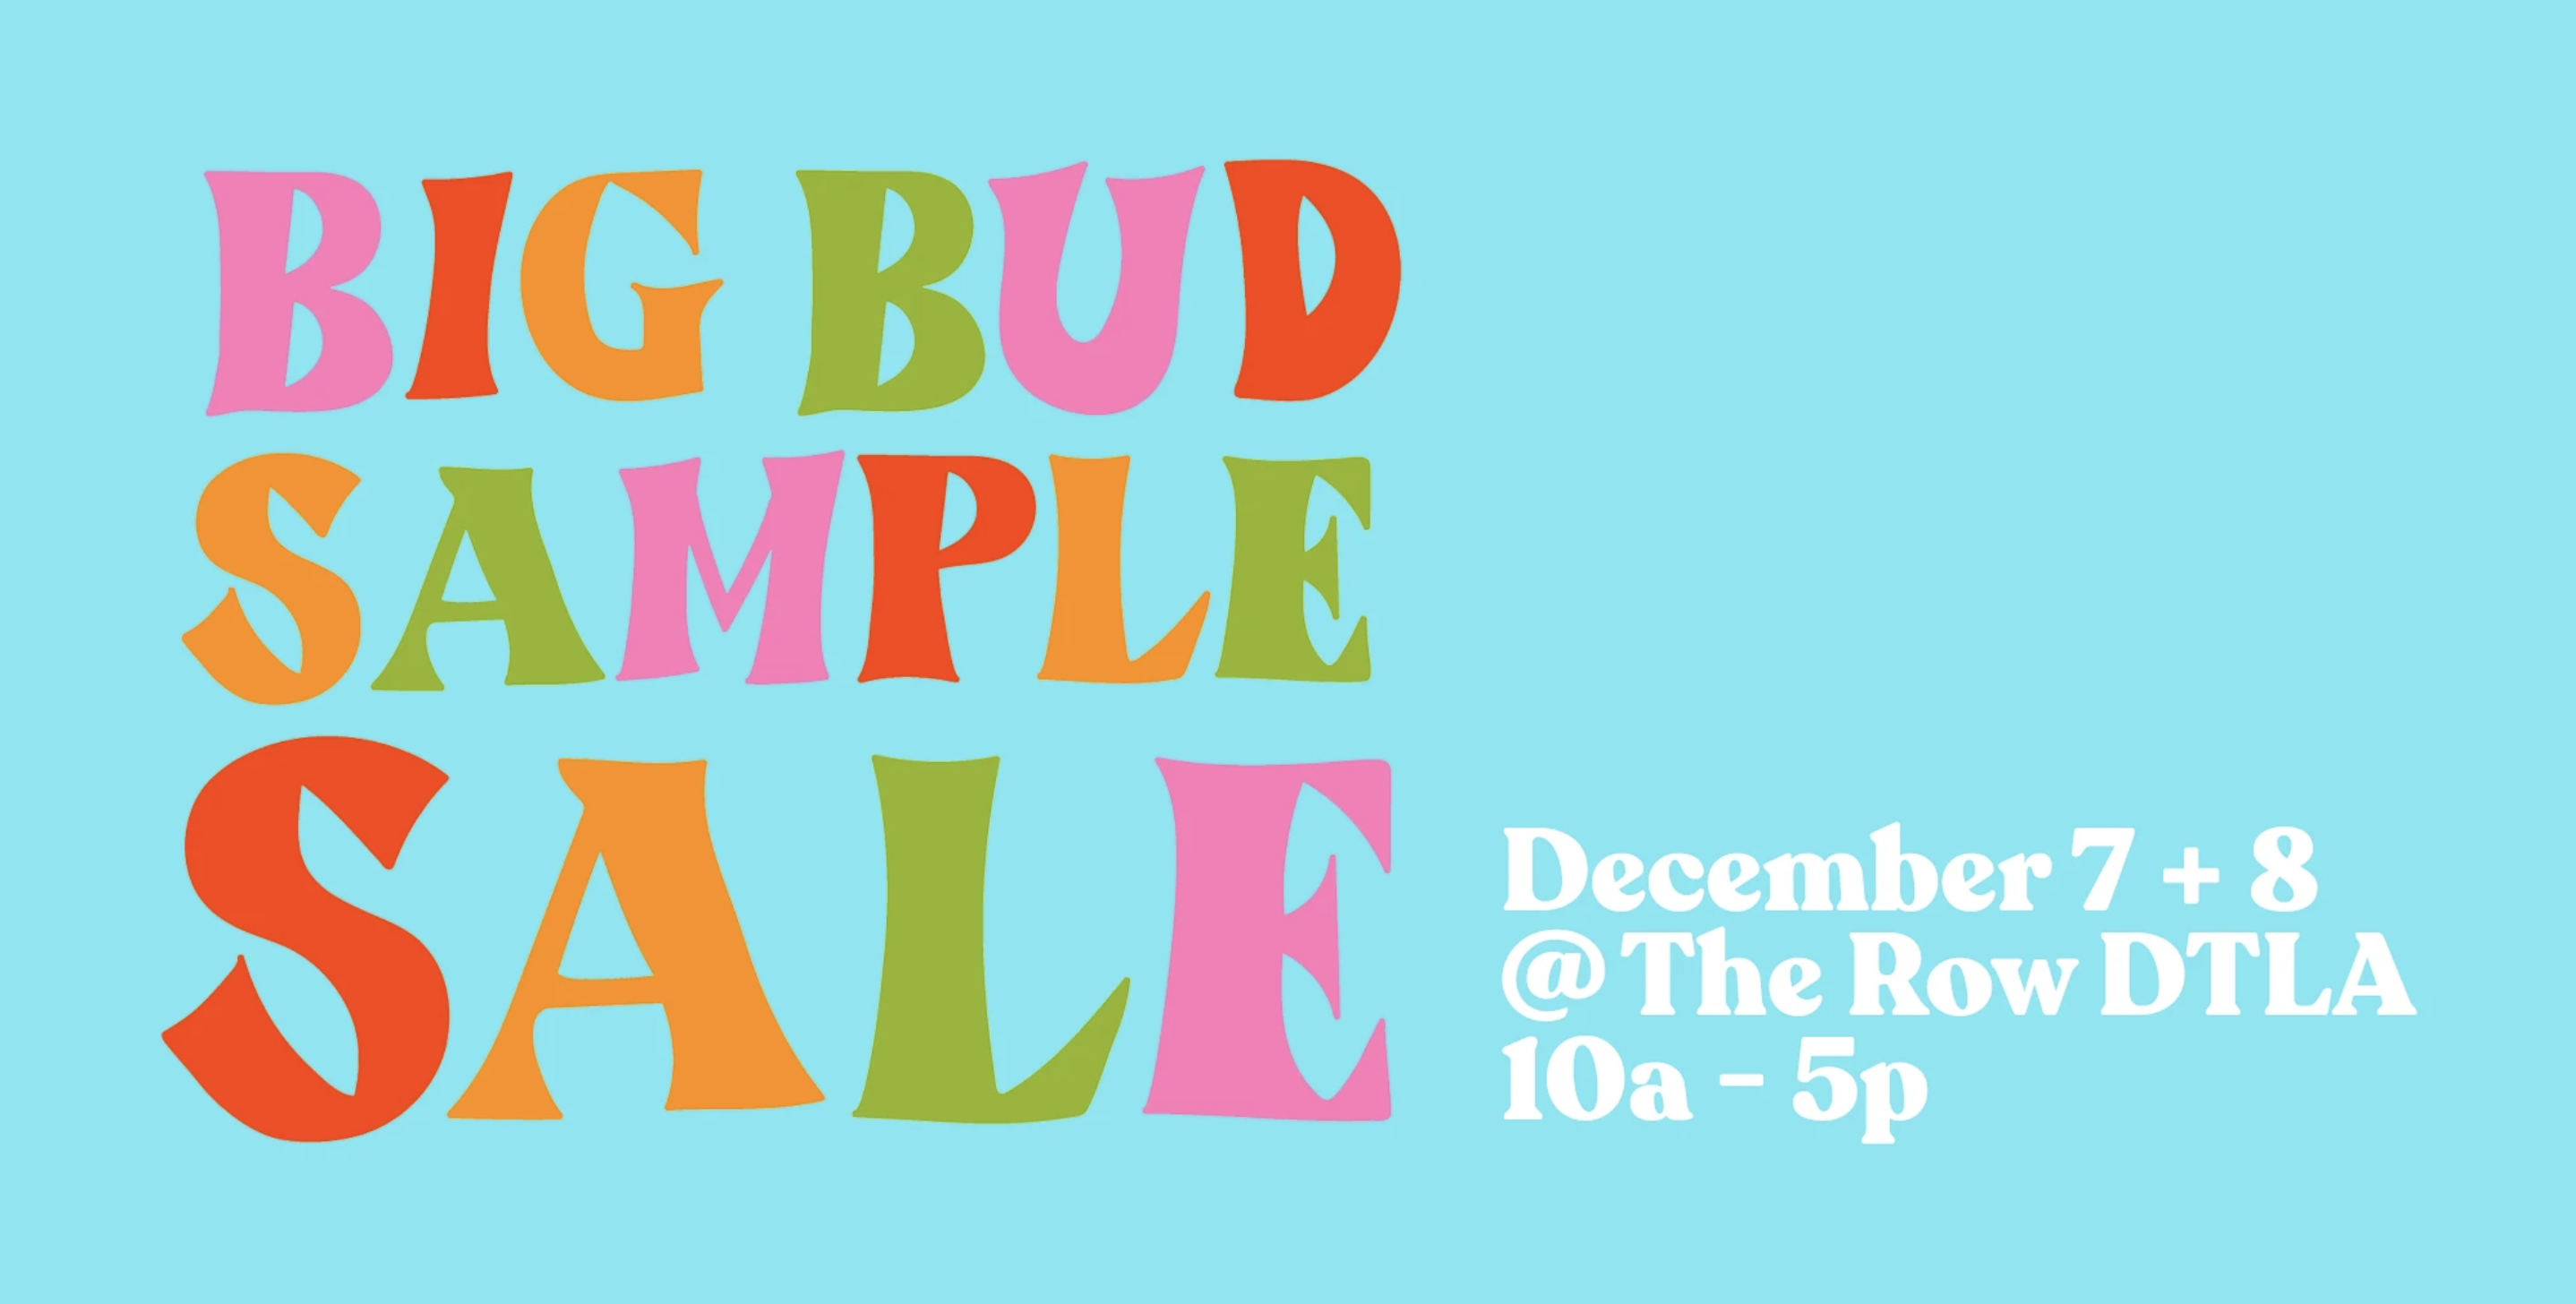 BIG BUD
SAMPLE
SALE
December 7 + 8
@ The Row DTLA
10a - 5p